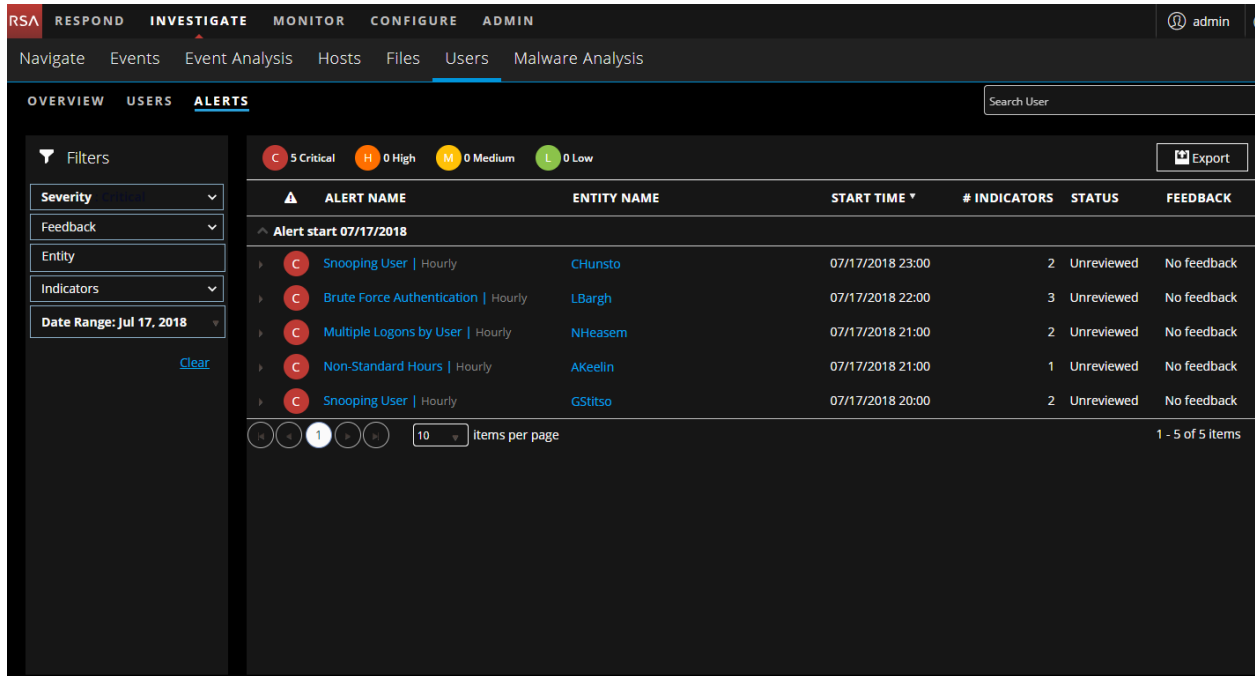 RSA RESPOND INVESTIGATE MONITOR CONFIGURE ADMIN admin
Navigate Events Event Analysis Hosts Files Users Malware Analysis
OVERVIEW USERS ALERTS Search User
Filters
Severity Critical
Feedback
Entity
Indicators
Date Range: Jul 17, 2018
Clear
C 5 Critical H 0 High M 0 Medium L 0 Low Export
ALERT NAME ENTITY NAME START TIME # INDICATORS STATUS FEEDBACK
Alert start 07/17/2018
C Snooping User | Hourly CHunsto 07/17/2018 23:00 2 Unreviewed No feedback
C Brute Force Authentication | Hourly LBargh 07/17/2018 22:00 3 Unreviewed No feedback
C Multiple Logons by User | Hourly NHeasem 07/17/2018 21:00 2 Unreviewed No feedback
C Non-Standard Hours | Hourly AKeelin 07/17/2018 21:00 1 Unreviewed No feedback
C Snooping User | Hourly GStitso 07/17/2018 20:00 2 Unreviewed No feedback
1 10 items per page 1 - 5 of 5 items